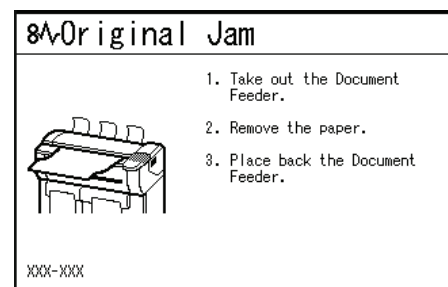 Original Jam
1. Take out the Document
Feeder.
2. Remove the paper.
3. Place back the Document
Feeder.
XXX-XXX